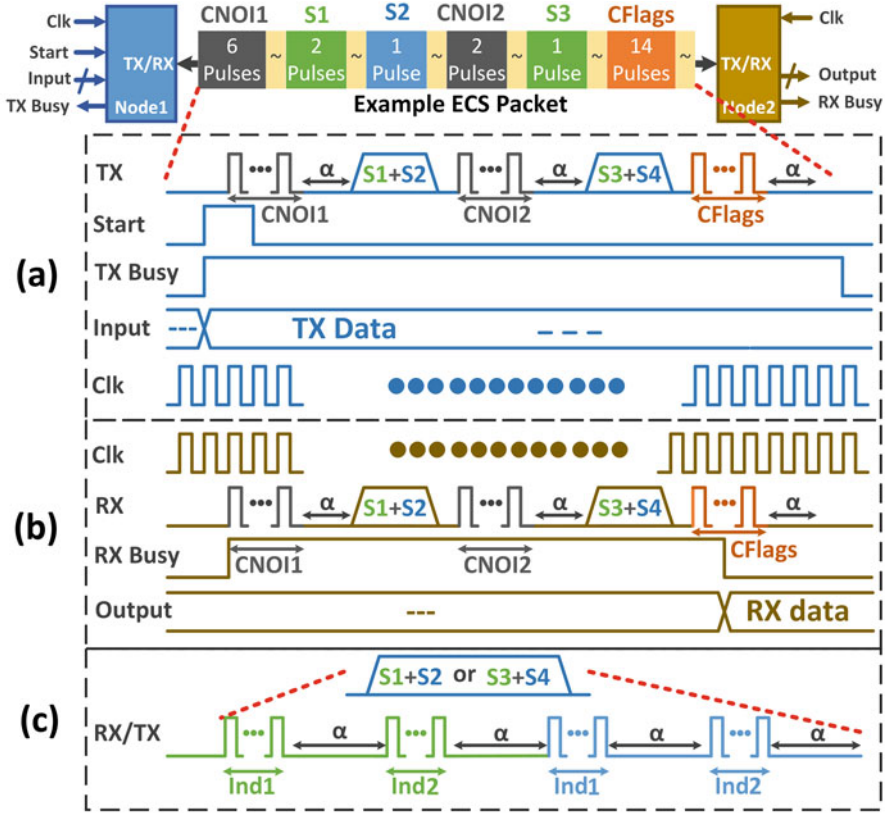 CNOI1 S1 S2 CNOI2 S3 CFlags
Clk Clk
Start
6 ~ 2 ~ 1 ~ 2 ~ 1 ~ 14 ~
Input TX/RX Pulses Pulses Pulse Pulses Pulse Pulses TX/RX Output
TX Busy Node1 Example ECS Packet Node2 RX Busy
(a)
TX ••• α S1+S2 ••• α S3+S4 ••• α
CNOI1 CNOI2 CFlags
Start
TX Busy
Input --- TX Data – – –
Clk
(b)
Clk
RX ••• α S1+S2 ••• α S3+S4 ••• α
RX Busy CNOI1 CNOI2 CFlags
Output --- RX data
(c)
S1+S2 or S3+S4
RX/TX ••• α ••• α ••• α ••• α
Ind1 Ind2 Ind1 Ind2